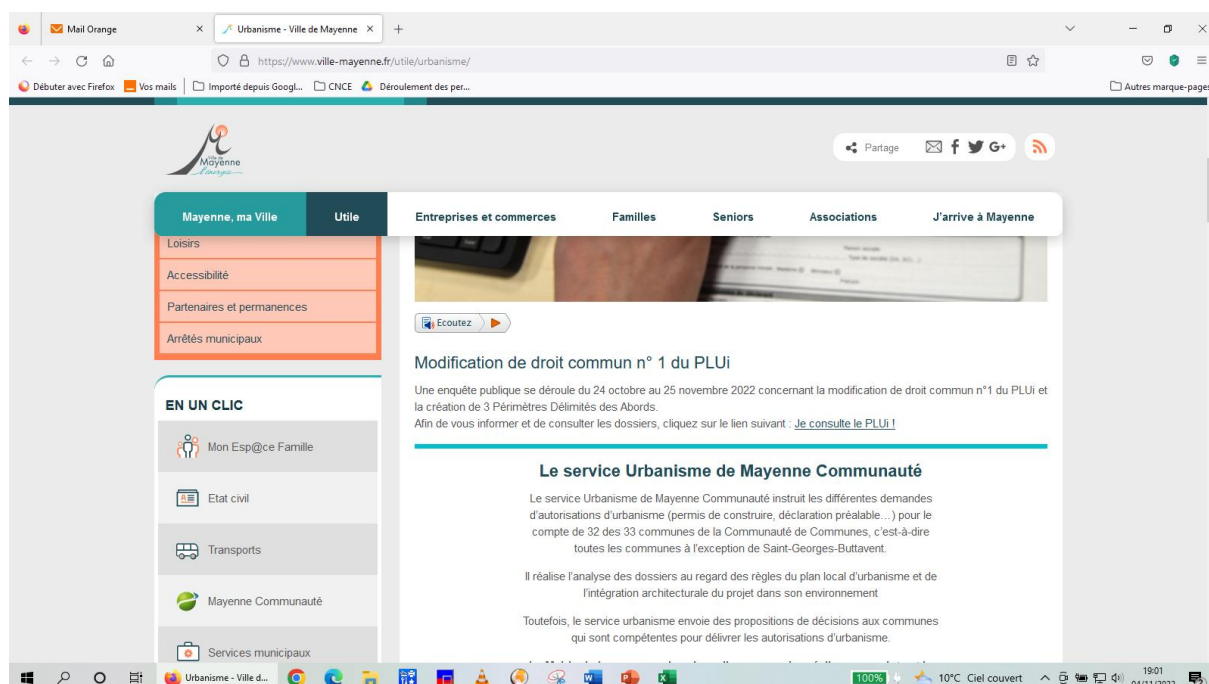 Mail Orange
Urbanisme - Ville de Mayenne
https://www.ville-mayenne.fr/utile/urbanisme/
Débuter avec Firefox Vos mails Importé depuis Googl... CNCE Déroulement des per... Autres marque-pages
Ville de
Mayenne
Partage G+
Mayenne, ma Ville Utile Entreprises et commerces Familles Seniors Associations J'arrive à Mayenne
Loisirs
Accessibilité
Partenaires et permanences
Arrêtés municipaux
EN UN CLIC
Mon Esp@ce Famille
Etat civil
Transports
Mayenne Communauté
Services municipaux
Ecoutez
Modification de droit commun n° 1 du PLUi
Une enquête publique se déroule du 24 octobre au 25 novembre 2022 concernant la modification de droit commun n°1 du PLUi et
la création de 3 Périmètres Délimités des Abords.
Afin de vous informer et de consulter les dossiers, cliquez sur le lien suivant : Je consulte le PLUi !
Le service Urbanisme de Mayenne Communauté
Le service Urbanisme de Mayenne Communauté instruit les différentes demandes
d'autorisations d'urbanisme (permis de construire, déclaration préalable…) pour le
compte de 32 des 33 communes de la Communauté de Communes, c'est-à-dire
toutes les communes à l'exception de Saint-Georges-Buttavent.
Il réalise l'analyse des dossiers au regard des règles du plan local d'urbanisme et de
l'intégration architecturale du projet dans son environnement
Toutefois, le service urbanisme envoie des propositions de décisions aux communes
qui sont compétentes pour délivrer les autorisations d'urbanisme.
Urbanisme - Ville d... 100% 10°C Ciel couvert 19:01
04/11/2022